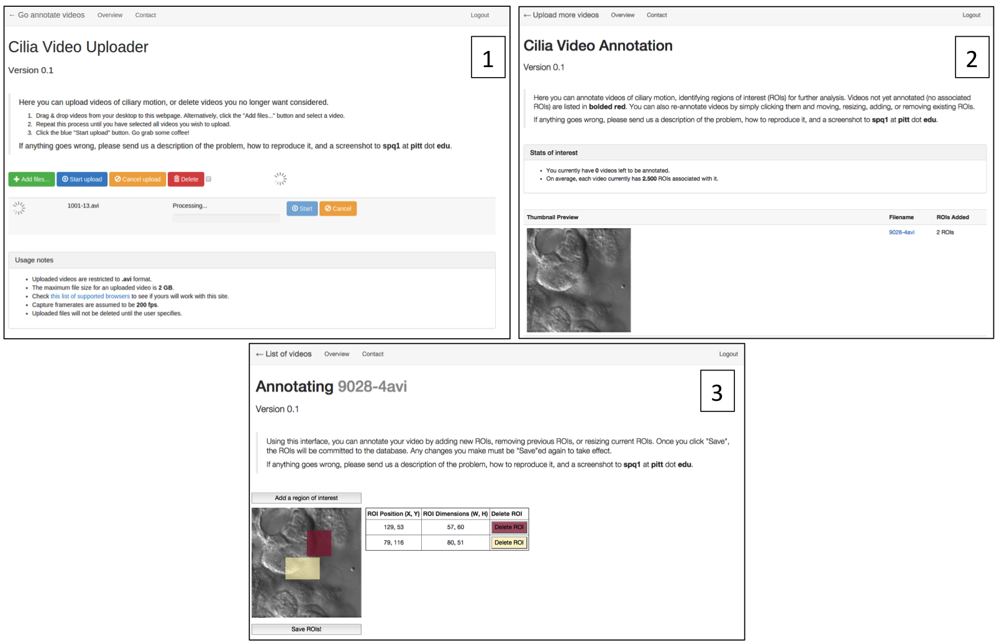 ← Go annotate videos Overview Contact Logout
Cilia Video Uploader
1
Version 0.1
Here you can upload videos of ciliary motion, or delete videos you no longer want considered.
1. Drag & drop videos from your desktop to this webpage. Alternatively, click the "Add files..." button and select a video.
2. Repeat this process until you have selected all videos you wish to upload.
3. Click the blue "Start upload" button. Go grab some coffee!
If anything goes wrong, please send us a description of the problem, how to reproduce it, and a screenshot to spq1 at pitt dot edu.
Add files... Start upload Cancel upload Delete
1001-13.avi Processing... Start Cancel
Usage notes
• Uploaded videos are restricted to .avi format.
• The maximum file size for an uploaded video is 2 GB.
• Check this list of supported browsers to see if yours will work with this site.
• Capture framerates are assumed to be 200 fps.
• Uploaded files will not be deleted until the user specifies.
← Upload more videos Overview Contact Logout
Cilia Video Annotation
2
Version 0.1
Here you can annotate videos of ciliary motion, identifying regions of interest (ROIs) for further analysis. Videos not yet annotated (no associated
ROIs) are listed in bolded red. You can also re-annotate videos by simply clicking them and moving, resizing, adding, or removing existing ROIs.
If anything goes wrong, please send us a description of the problem, how to reproduce it, and a screenshot to spq1 at pitt dot edu.
Stats of interest
• You currently have 0 videos left to be annotated.
• On average, each video currently has 2.500 ROIs associated with it.
Thumbnail Preview Filename ROIs Added
9028-4avi 2 ROIs
← List of videos Overview Contact Logout
Annotating 9028-4avi
3
Version 0.1
Using this interface, you can annotate your video by adding new ROIs, removing previous ROIs, or resizing current ROIs. Once you click "Save",
the ROIs will be committed to the database. Any changes you make must be "Save"ed again to take effect.
If anything goes wrong, please send us a description of the problem, how to reproduce it, and a screenshot to spq1 at pitt dot edu.
Add a region of interest
ROI Position (X, Y) ROI Dimensions (W, H) Delete ROI
129, 53 57, 60 Delete ROI
79, 116 80, 51 Delete ROI
Save ROIs!